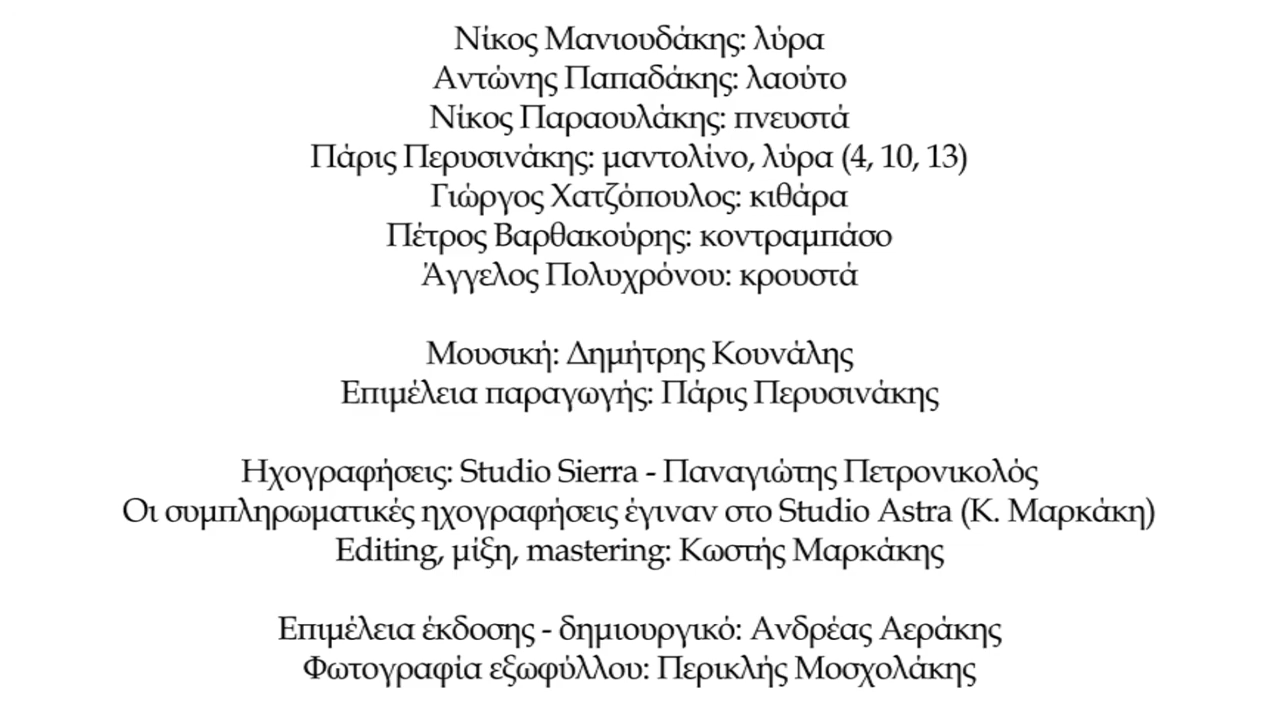 Νίκος Μανιουδάκης: λύρα
Αντώνης Παπαδάκης: λαούτο
Νίκος Παραουλάκης: πνευστά
Πάρις Περυσινάκης: μαντολίνο, λύρα (4, 10, 13)
Γιώργος Χατζόπουλος: κιθάρα
Πέτρος Βαρθακούρης: κοντραμπάσο
Άγγελος Πολυχρόνου: κρουστά
Μουσική: Δημήτρης Κουνάλης
Επιμέλεια παραγωγής: Πάρις Περυσινάκης
Ηχογραφήσεις: Studio Sierra - Παναγιώτης Πετρονικολός
Οι συμπληρωματικές ηχογραφήσεις έγιναν στο Studio Astra (Κ. Μαρκάκη)
Editing, μίξη, mastering: Κωστής Μαρκάκης
Επιμέλεια έκδοσης - δημιουργικό: Ανδρέας Αεράκης
Φωτογραφία εξωφύλλου: Περικλής Μοσχολάκης